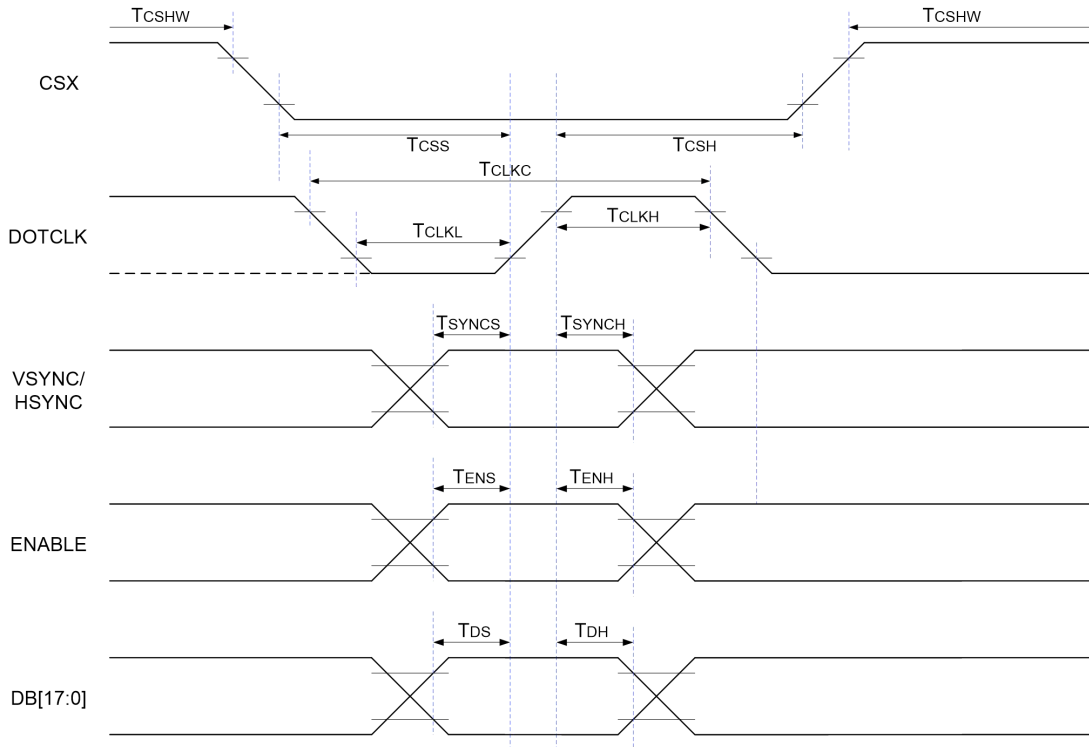 TCSHW
TCSHW
CSX
TCSS
TCSH
TCLKC
DOTCLK
TCLKL
TCLKH
TSYNCS
TSYNCH
VSYNC/
HSYNC
TENS
TENH
ENABLE
TDS
TDH
DB[17:0]